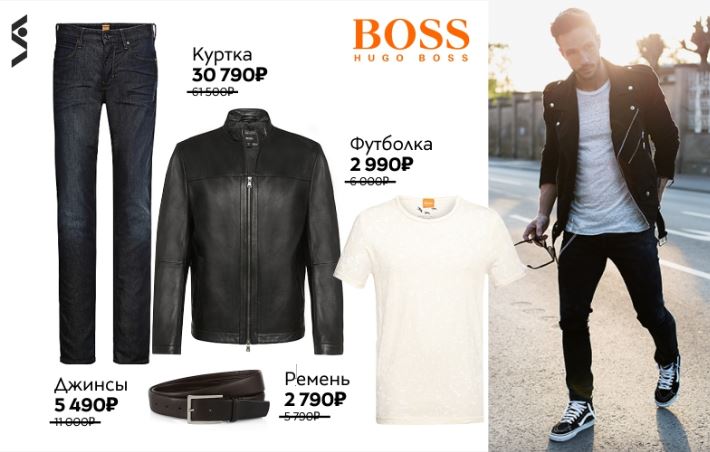 Куртка
30 790₽
61 500₽
BOSS
HUGO BOSS
Футболка
2 990₽
6 000₽
Джинсы
5 490₽
11 000₽
Ремень
2 790₽
5 790₽